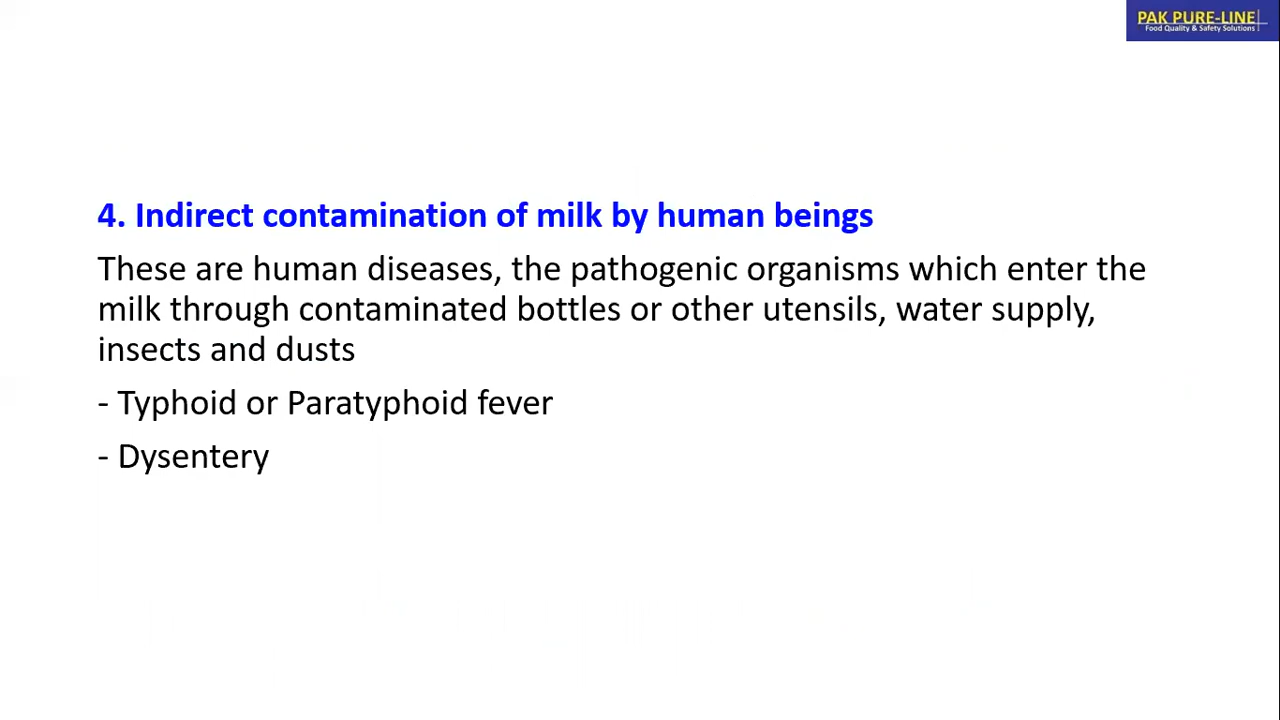 PAK PURE-LINE
Food Quality & Safety Solutions
4. Indirect contamination of milk by human beings
These are human diseases, the pathogenic organisms which enter the
milk through contaminated bottles or other utensils, water supply,
insects and dusts
- Typhoid or Paratyphoid fever
- Dysentery